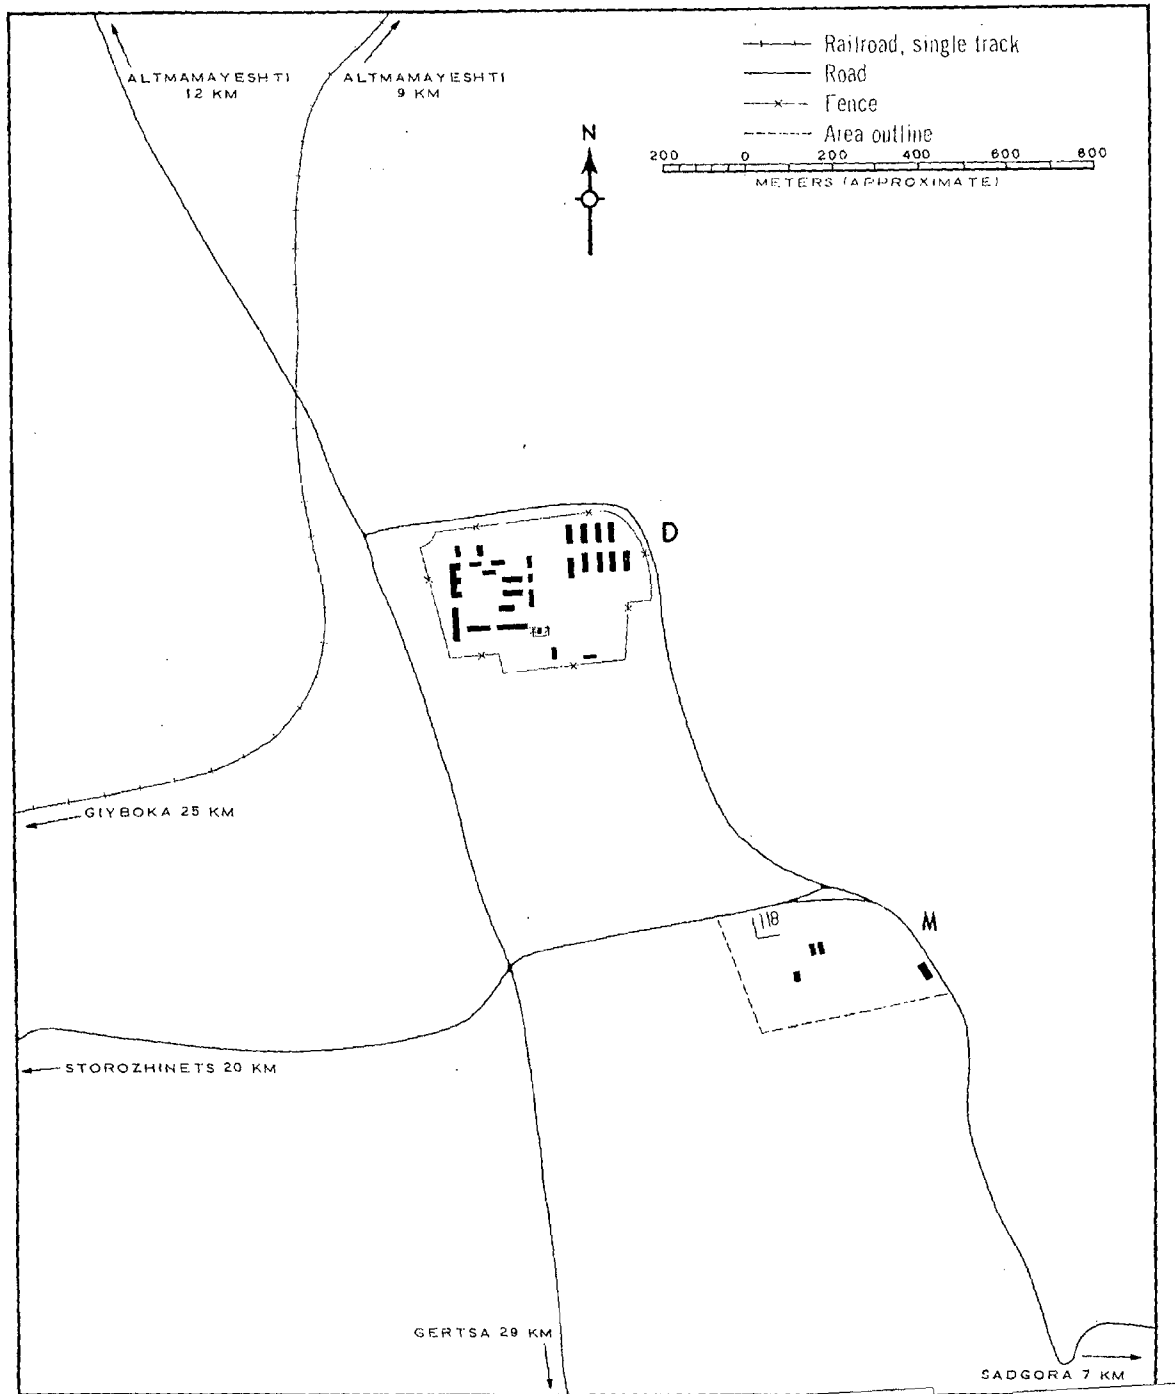 ALTMAMAYESHTI
12 KM
ALTMAMAYESHTI
9 KM
Railroad, single track
Road
Fence
Area outline
N
200 0 200 400 600 800
METERS (APPROXIMATE)
D
GIYBOKA 25 KM
118
M
STOROZHINETS 20 KM
GERTSA 29 KM
SADGORA 7 KM